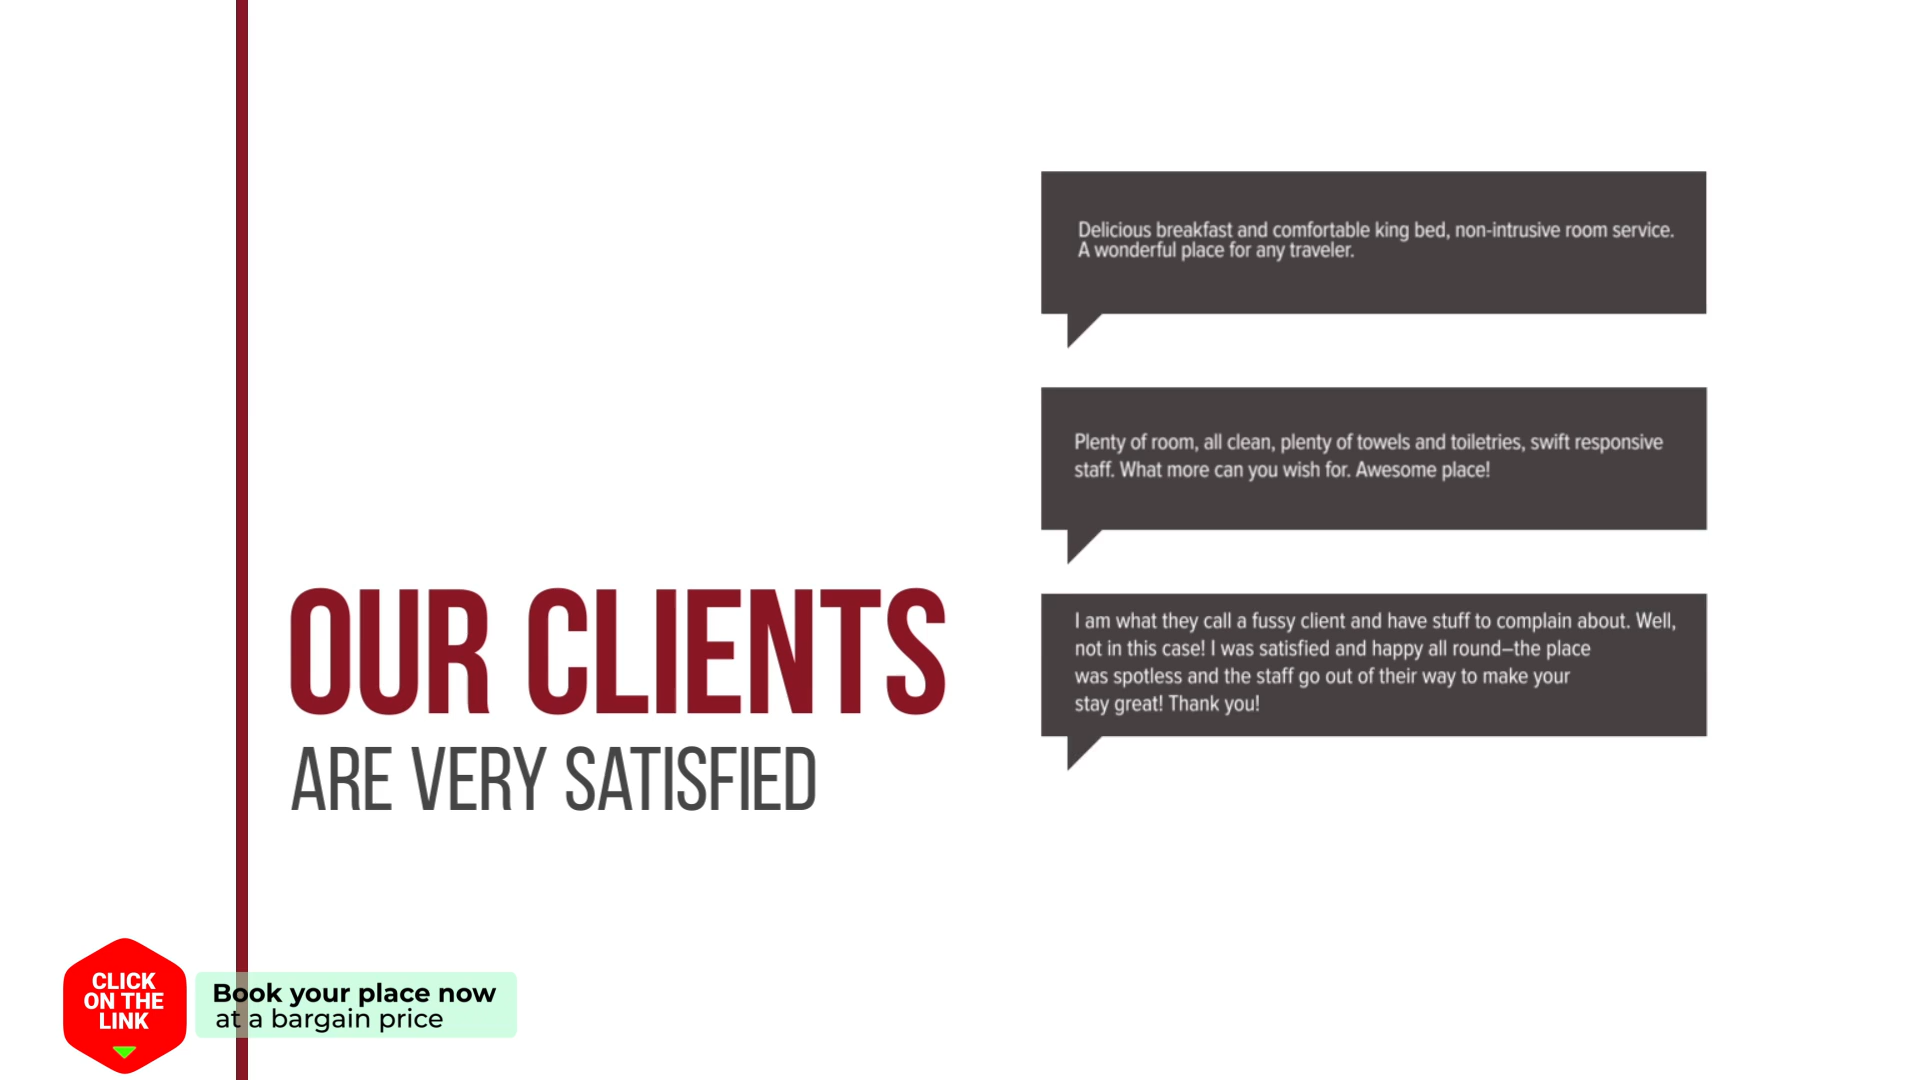 Delicious breakfast and comfortable king bed, non-intrusive room service.
A wonderful place for any traveler.
Plenty of room, all clean, plenty of towels and toiletries, swift responsive
staff. What more can you wish for. Awesome place!
I am what they call a fussy client and have stuff to complain about. Well,
not in this case! I was satisfied and happy all round–the place
was spotless and the staff go out of their way to make your
stay great! Thank you!
OUR CLIENTS
ARE VERY SATISFIED
CLICK
ON THE
LINK
Book your place now
at a bargain price